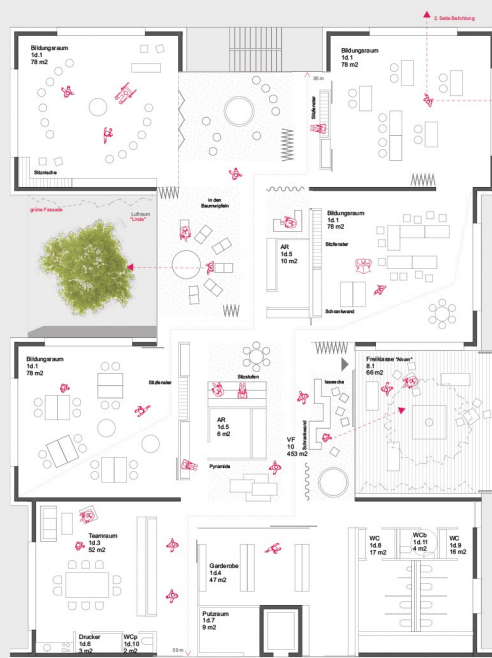 2. Seite Belichtung
Bildungsraum
1d.1
78 m2
Bildungsraum
1d.1
78 m2
35 m
Sitzfenster
Sitznische
in den
Baumwipfeln
grüne Fassade
Luftraum
"Linde"
Bildungsraum
1d.1
78 m2
Sitzfenster
AR
1d.5
10 m2
Schrankwand
Bildungsraum
1d.1
78 m2
Sitzfenster
Sitzstufen
Freiklasse "Ahorn"
8.1
66 m2
leseecke
AR
1d.5
6 m2
Schrankwand
VF
10
453 m2
Pyramide
Teamraum
1d.3
52 m2
Garderobe
1d.4
47 m2
WC
1d.8
17 m2
WCb
1d.11
4 m2
WC
1d.9
16 m2
Putzraum
1d.7
9 m2
Drucker
1d.6
3 m2
WCp
1d.10
2 m2
39 m